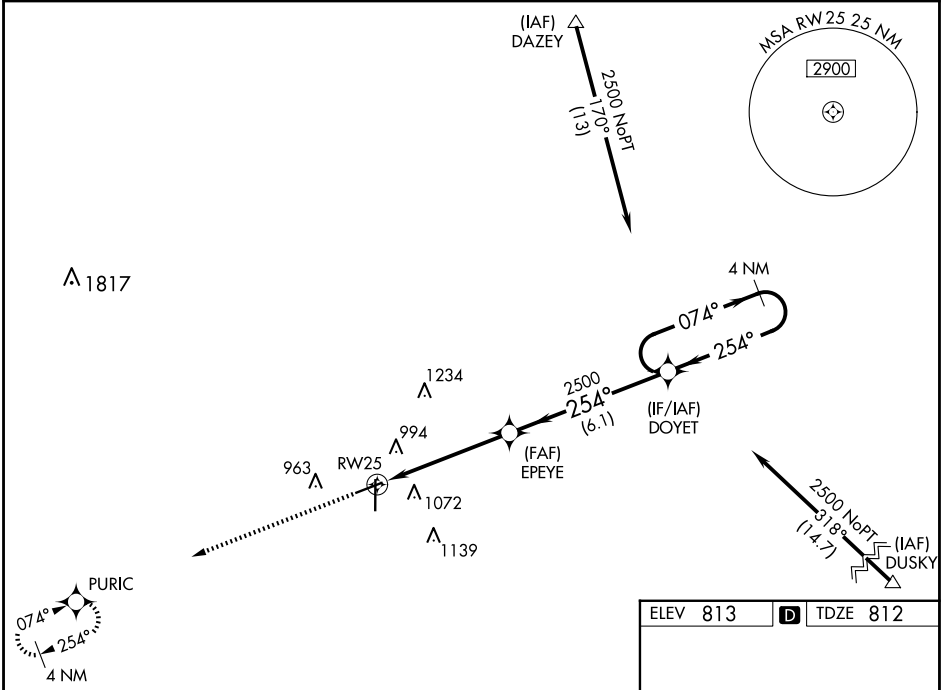 (IAF)
DAZEY
2500 NoPT
170°
(13)
MSA RW25 25 NM
2900
1817
4 NM
074°
254°
1234
2500
254°
(6.1)
(IF/IAF)
DOYET
994
(FAF)
EPEYE
963
RW25
1072
1139
2500 NoPT
318°
(14.7)
(IAF)
DUSKY
PURIC
074°
254°
4 NM
ELEV 813 D TDZE 812